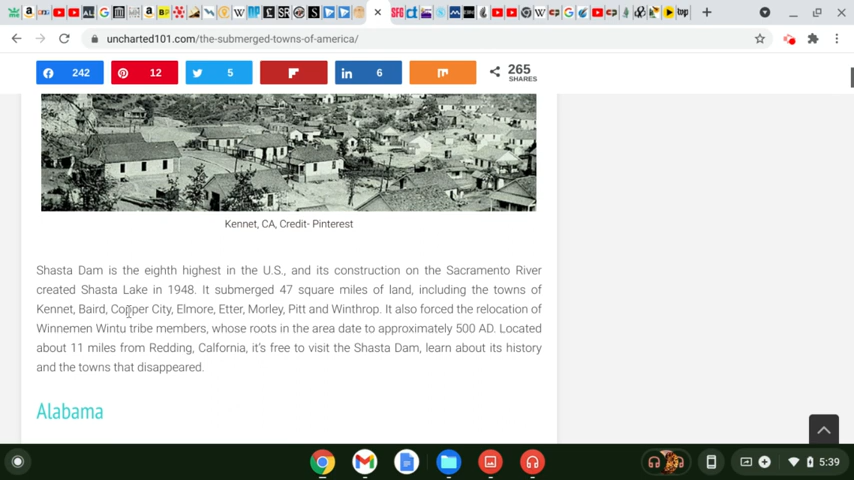 uncharted101.com/the-submerged-towns-of-america/
242
12
5
6
265
SHARES
Kennet, CA, Credit- Pinterest
Shasta Dam is the eighth highest in the U.S., and its construction on the Sacramento River
created Shasta Lake in 1948. It submerged 47 square miles of land, including the towns of
Kennet, Baird, Copper City, Elmore, Etter, Morley, Pitt and Winthrop. It also forced the relocation of
Winnemen Wintu tribe members, whose roots in the area date to approximately 500 AD. Located
about 11 miles from Redding, Calfornia, it's free to visit the Shasta Dam, learn about its history
and the towns that disappeared.
Alabama
5:39